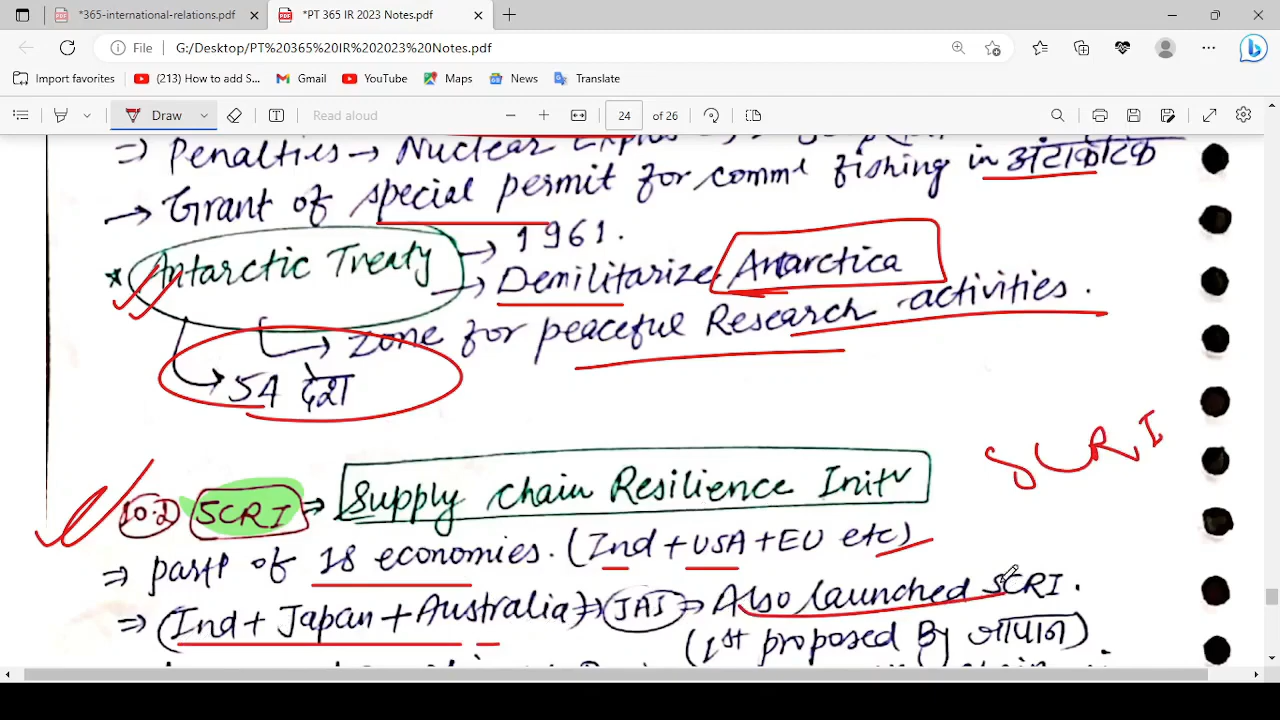 *365-international-relations.pdf
*PT 365 IR 2023 Notes.pdf
File G:/Desktop/PT%20365%20IR%202023%20Notes.pdf
Import favorites (213) How to add S... Gmail YouTube Maps News Translate
Draw Read aloud 24 of 26
⇒ Penalties → Nuclear
→ Grant of special permit for comml fishing in अंटार्कटिक
* Antarctic Treaty → 1961.
→ Demilitarize Antarctica
→ zone for peaceful Research activities.
→ 54 देश
SCRI
10.2 SCRI ⇒ Supply Chain Resilience Initv
⇒ partp of 18 economies. (Ind + USA + EU etc)
⇒ (Ind + Japan + Australia) ⇒ JAI ⇒ Also launched SCRI.
(1st proposed By जापान)